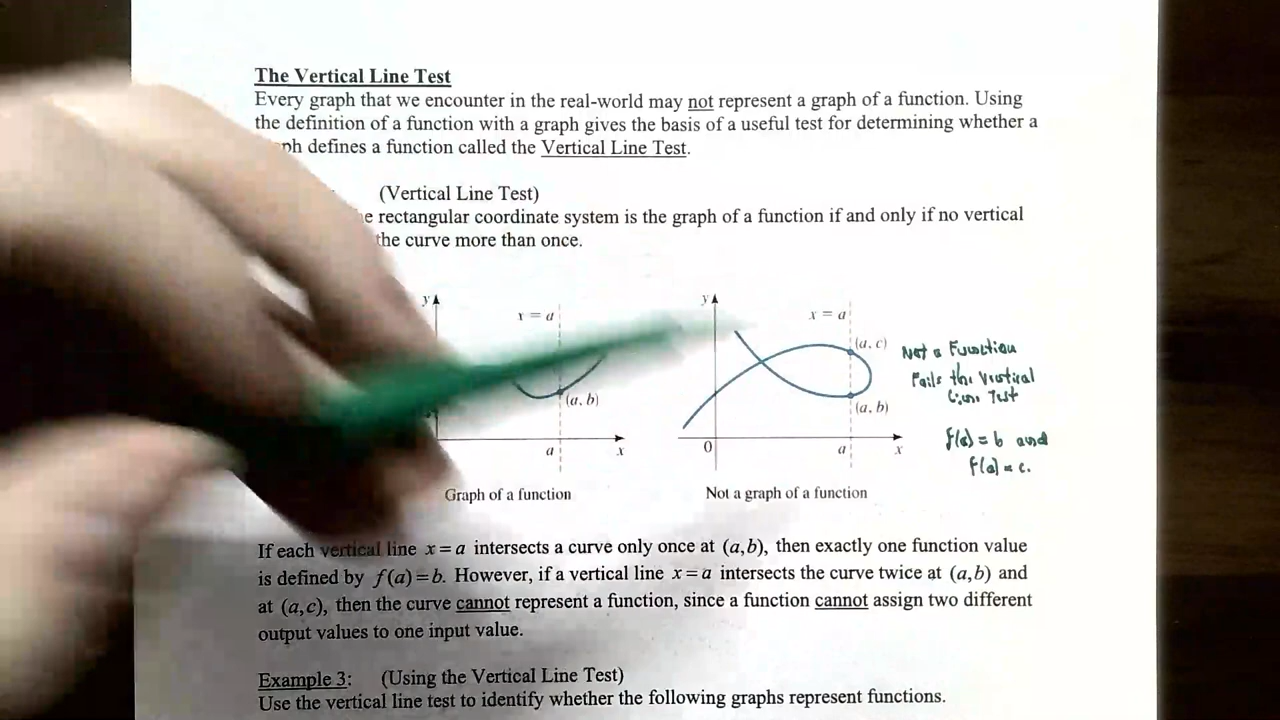 The Vertical Line Test
Every graph that we encounter in the real-world may not represent a graph of a function. Using
the definition of a function with a graph gives the basis of a useful test for determining whether a
ph defines a function called the Vertical Line Test.
(Vertical Line Test)
rectangular coordinate system is the graph of a function if and only if no vertical
the curve more than once.
y x = a (a, b) a x
Graph of a function
y x = a (a, c) (a, b) 0 a x
Not a graph of a function
Not a Function
Fails the Vertical
Line Test
f(a) = b and
f(a) = c.
If each vertical line x = a intersects a curve only once at (a,b), then exactly one function value
is defined by f(a) = b. However, if a vertical line x = a intersects the curve twice at (a,b) and
at (a,c), then the curve cannot represent a function, since a function cannot assign two different
output values to one input value.
Example 3: (Using the Vertical Line Test)
Use the vertical line test to identify whether the following graphs represent functions.